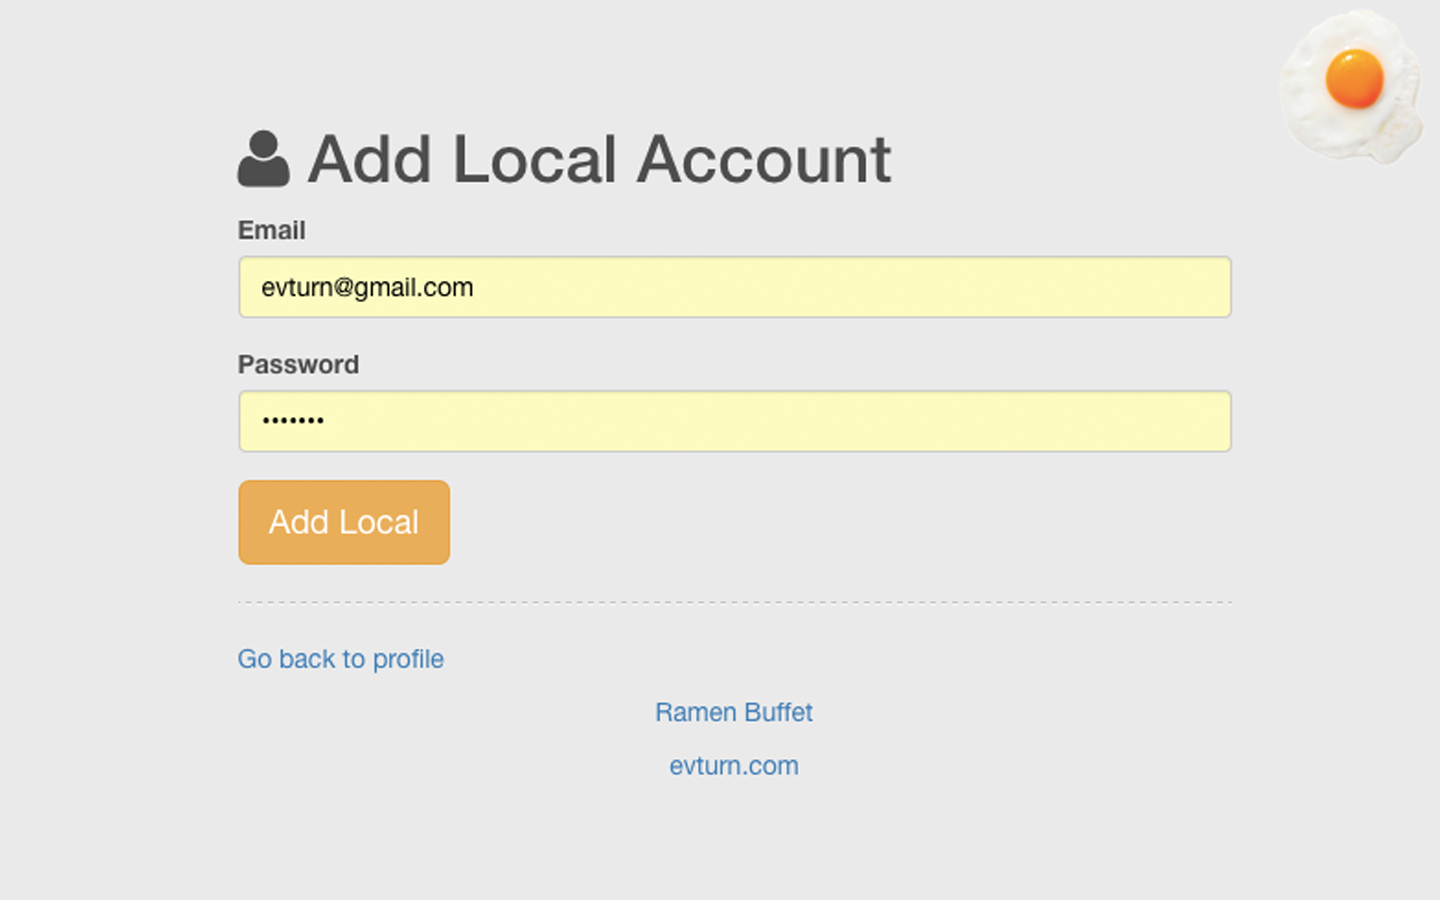 Add Local Account
Email
evturn@gmail.com
Password
•••••••
Add Local
Go back to profile
Ramen Buffet
evturn.com